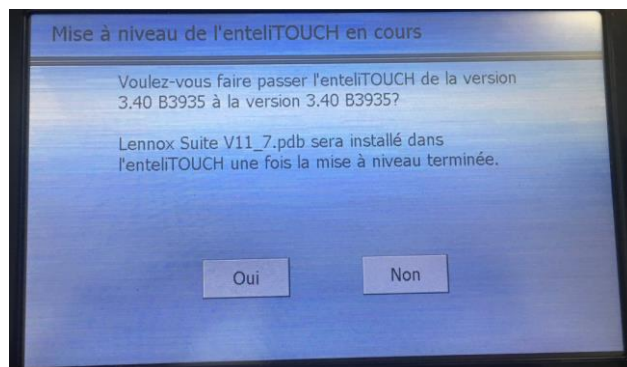 Mise à niveau de l'enteliTOUCH en cours
Voulez-vous faire passer l'enteliTOUCH de la version
3.40 B3935 à la version 3.40 B3935?
Lennox Suite V11_7.pdb sera installé dans
l'enteliTOUCH une fois la mise à niveau terminée.
Oui
Non